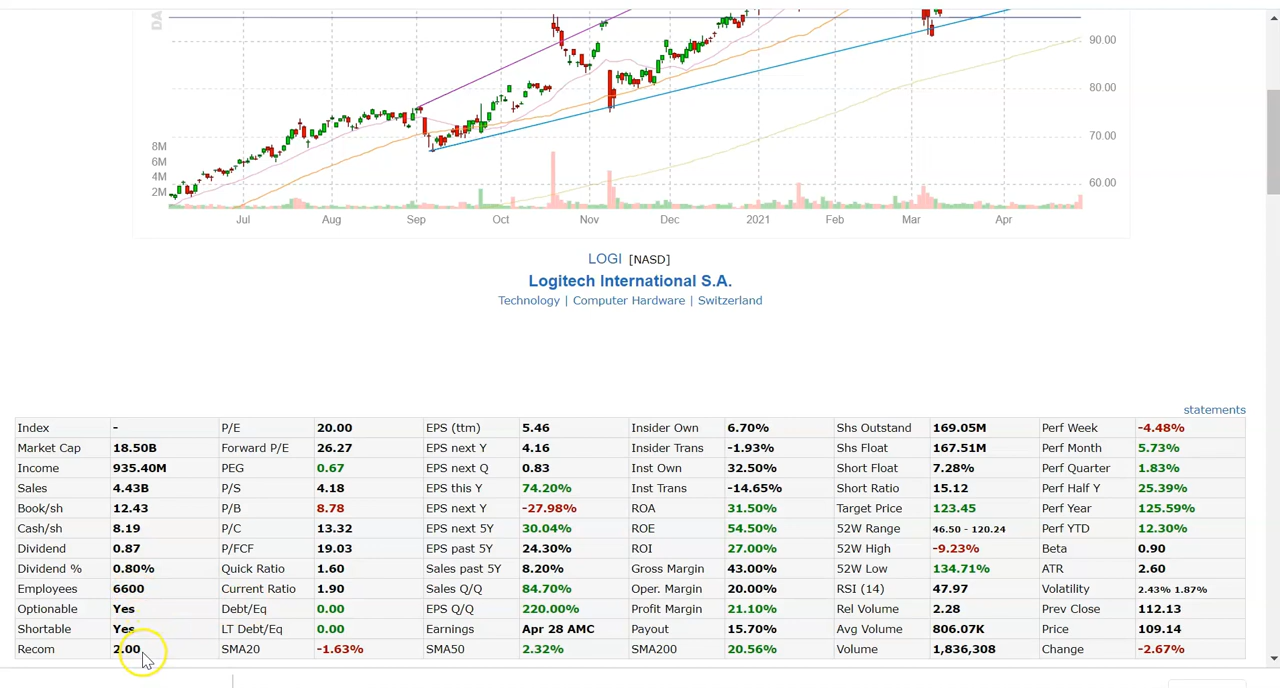 DA
90.00
80.00
8M
70.00
6M
4M
60.00
2M
Jul Aug Sep Oct Nov Dec 2021 Feb Mar Apr
LOGI [NASD]
Logitech International S.A.
Technology | Computer Hardware | Switzerland
statements
Index - P/E 20.00 EPS (ttm) 5.46 Insider Own 6.70% Shs Outstand 169.05M Perf Week -4.48%
Market Cap 18.50B Forward P/E 26.27 EPS next Y 4.16 Insider Trans -1.93% Shs Float 167.51M Perf Month 5.73%
Income 935.40M PEG 0.67 EPS next Q 0.83 Inst Own 32.50% Short Float 7.28% Perf Quarter 1.83%
Sales 4.43B P/S 4.18 EPS this Y 74.20% Inst Trans -14.65% Short Ratio 15.12 Perf Half Y 25.39%
Book/sh 12.43 P/B 8.78 EPS next Y -27.98% ROA 31.50% Target Price 123.45 Perf Year 125.59%
Cash/sh 8.19 P/C 13.32 EPS next 5Y 30.04% ROE 54.50% 52W Range 46.50 - 120.24 Perf YTD 12.30%
Dividend 0.87 P/FCF 19.03 EPS past 5Y 24.30% ROI 27.00% 52W High -9.23% Beta 0.90
Dividend % 0.80% Quick Ratio 1.60 Sales past 5Y 8.20% Gross Margin 43.00% 52W Low 134.71% ATR 2.60
Employees 6600 Current Ratio 1.90 Sales Q/Q 84.70% Oper. Margin 20.00% RSI (14) 47.97 Volatility 2.43% 1.87%
Optionable Yes Debt/Eq 0.00 EPS Q/Q 220.00% Profit Margin 21.10% Rel Volume 2.28 Prev Close 112.13
Shortable Yes LT Debt/Eq 0.00 Earnings Apr 28 AMC Payout 15.70% Avg Volume 806.07K Price 109.14
Recom 2.00 SMA20 -1.63% SMA50 2.32% SMA200 20.56% Volume 1,836,308 Change -2.67%